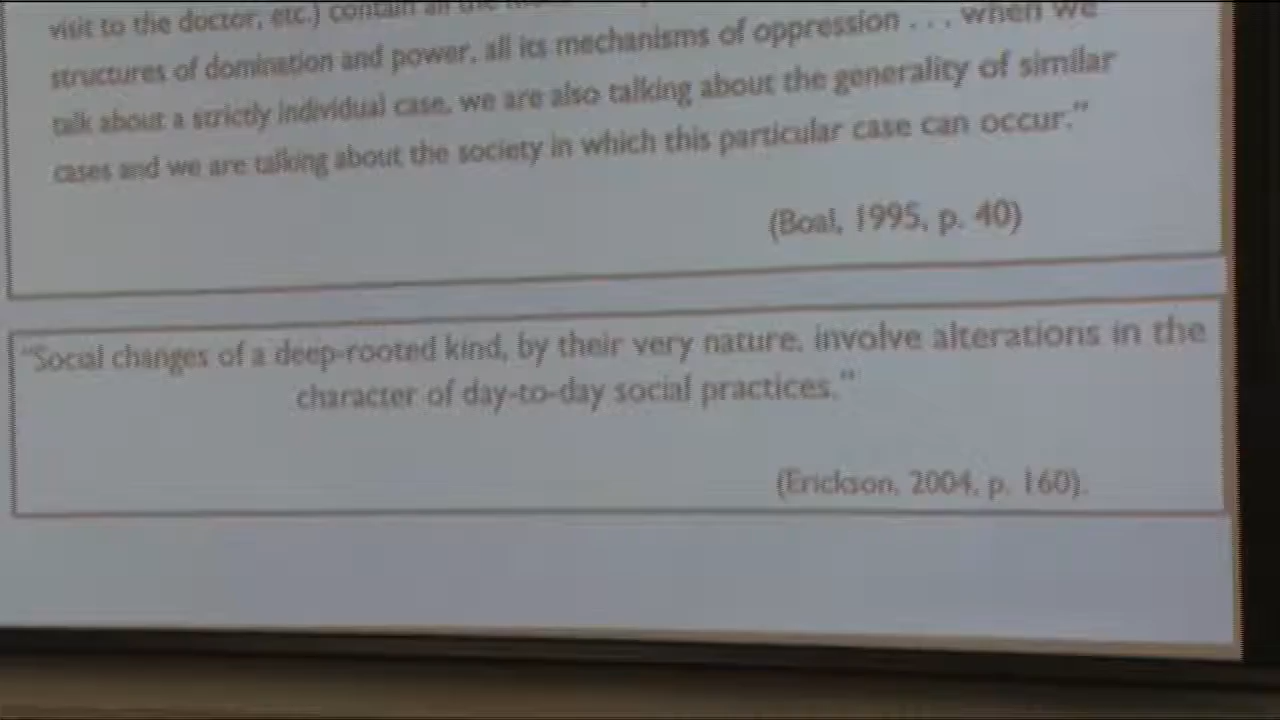 visit to the doctor, etc.) contain all the
structures of domination and power, all its mechanisms of oppression . . . when we
talk about a strictly individual case, we are also talking about the generality of similar
cases and we are talking about the society in which this particular case can occur."
(Boal, 1995, p. 40)
"Social changes of a deep-rooted kind, by their very nature, involve alterations in the
character of day-to-day social practices."
(Erickson, 2004, p. 160).